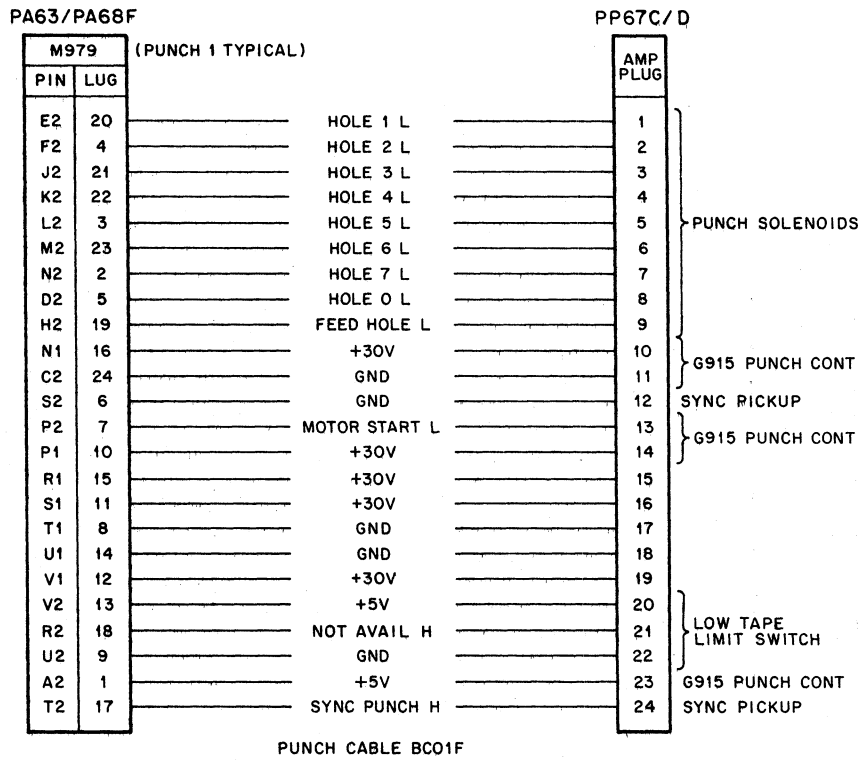 PA63/PA68F PP67C/D
M979 (PUNCH 1 TYPICAL) AMP PLUG
PIN LUG
E2 20 HOLE 1 L 1
F2 4 HOLE 2 L 2
J2 21 HOLE 3 L 3
K2 22 HOLE 4 L 4
L2 3 HOLE 5 L 5 PUNCH SOLENOIDS
M2 23 HOLE 6 L 6
N2 2 HOLE 7 L 7
D2 5 HOLE 0 L 8
H2 19 FEED HOLE L 9
N1 16 +30V 10
G915 PUNCH CONT
C2 24 GND 11
S2 6 GND 12 SYNC PICKUP
P2 7 MOTOR START L 13
G915 PUNCH CONT
P1 10 +30V 14
R1 15 +30V 15
S1 11 +30V 16
T1 8 GND 17
U1 14 GND 18
V1 12 +30V 19
V2 13 +5V 20
R2 18 NOT AVAIL H 21 LOW TAPE
LIMIT SWITCH
U2 9 GND 22
A2 1 +5V 23 G915 PUNCH CONT
T2 17 SYNC PUNCH H 24 SYNC PICKUP
PUNCH CABLE BC01F